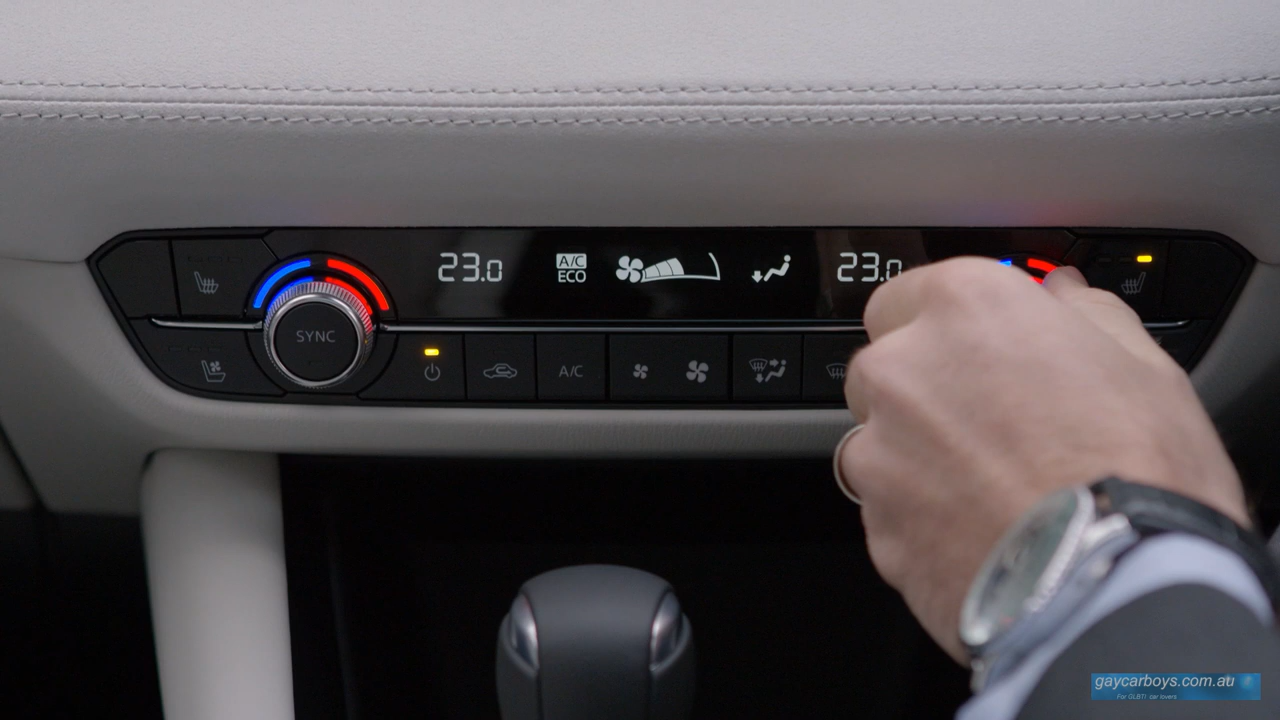 23.0
A/C
ECO
23.0
SYNC
A/C
gaycarboys.com.au
For GLBTI car lovers